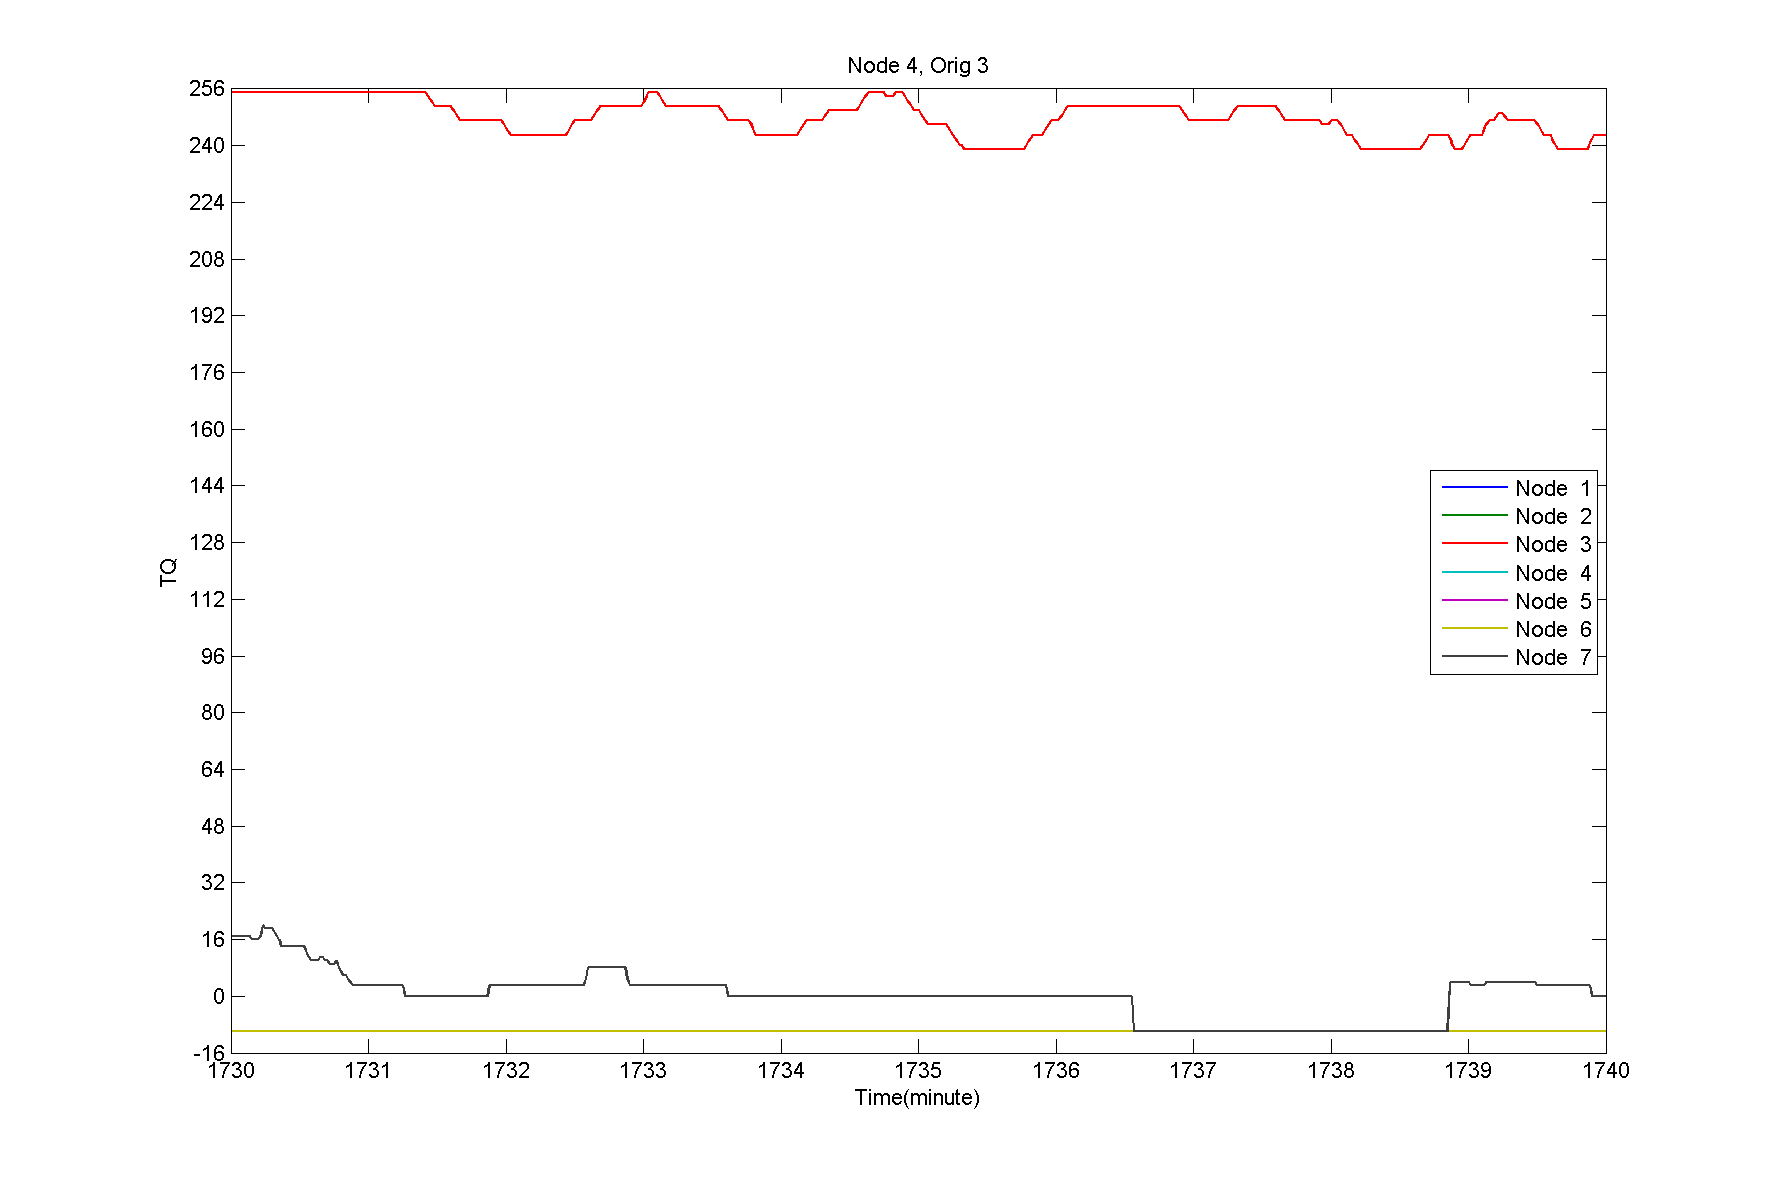 Node 4, Orig 3
256
240
224
208
192
176
160
144
128
112
96
80
64
48
32
16
0
-16
TQ
Node 1
Node 2
Node 3
Node 4
Node 5
Node 6
Node 7
1730 1731 1732 1733 1734 1735 1736 1737 1738 1739 1740
Time(minute)